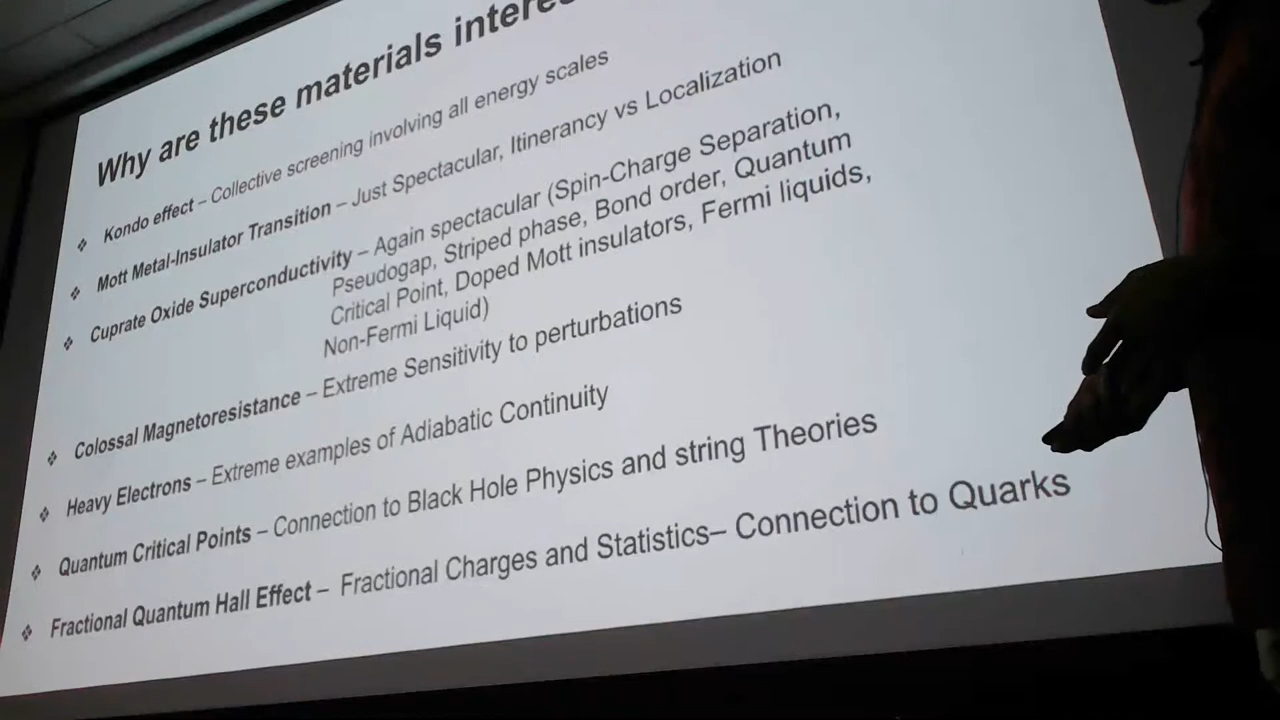 Why are these materials
❖ Kondo effect – Collective screening involving all energy scales
❖ Mott Metal-Insulator Transition – Just Spectacular, Itinerancy vs Localization
❖ Cuprate Oxide Superconductivity – Again spectacular (Spin-Charge Separation,
Pseudogap, Striped phase, Bond order, Quantum
Critical Point, Doped Mott insulators, Fermi liquids,
Non-Fermi Liquid)
❖ Colossal Magnetoresistance – Extreme Sensitivity to perturbations
❖ Heavy Electrons – Extreme examples of Adiabatic Continuity
❖ Quantum Critical Points – Connection to Black Hole Physics and string Theories
❖ Fractional Quantum Hall Effect – Fractional Charges and Statistics– Connection to Quarks